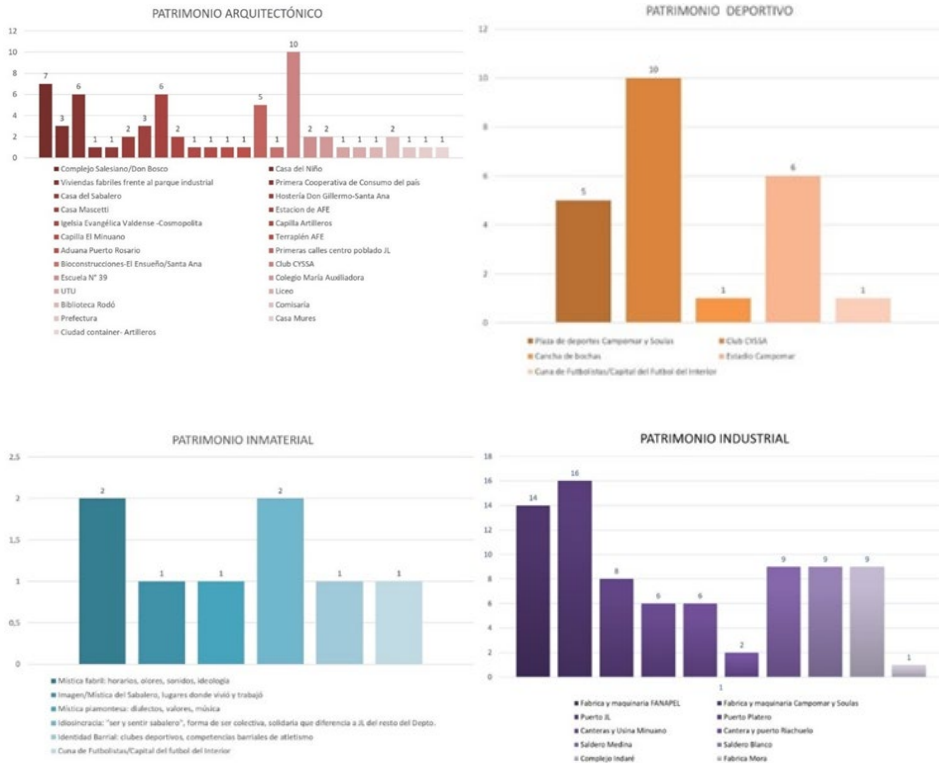 PATRIMONIO ARQUITECTÓNICO
12
10
8
6
4
2
0
7
3
6
1
1
2
3
6
2
1
1
1
1
5
1
10
2
2
1
1
1
2
1
1
1
Complejo Salesiano/Don Bosco
Casa del Niño
Viviendas fabriles frente al parque industrial
Primera Cooperativa de Consumo del país
Casa del Sabalero
Hostería Don Gillermo-Santa Ana
Casa Mascetti
Estacion de AFE
Igelsia Evangélica Valdense -Cosmopolita
Capilla Artilleros
Capilla El Minuano
Terraplén AFE
Aduana Puerto Rosario
Primeras calles centro poblado JL
Bioconstrucciones-El Ensueño/Santa Ana
Club CYSSA
Escuela N° 39
Colegio María Auxiliadora
UTU
Liceo
Biblioteca Rodó
Comisaría
Prefectura
Casa Mures
Ciudad container- Artilleros
PATRIMONIO DEPORTIVO
12
10
8
6
4
2
0
5
10
1
6
1
Plaza de deportes Campomar y Soulas
Club CYSSA
Cancha de bochas
Estadio Campomar
Cuna de Futbolistas/Capital del Futbol del Interior
PATRIMONIO INMATERIAL
2,5
2
1,5
1
0,5
0
2
1
1
2
1
1
Mística fabril: horarios, olores, sonidos, ideología
Imagen/Mística del Sabalero, lugares donde vivió y trabajó
Mística piamontesa: dialectos, valores, música
Idiosincracia: "ser y sentir sabalero", forma de ser colectiva, solidaria que diferencia a JL del resto del Depto.
Identidad Barrial: clubes deportivos, competencias barriales de atletismo
Cuna de Futbolistas/Capital del futbol del Interior
PATRIMONIO INDUSTRIAL
18
16
14
12
10
8
6
4
2
0
14
16
8
6
6
2
9
9
9
1
1
Fabrica y maquinaria FANAPEL
Fabrica y maquinaria Campomar y Soulas
Puerto JL
Puerto Platero
Canteras y Usina Minuano
Cantera y puerto Riachuelo
Saldero Medina
Saldero Blanco
Complejo Indaré
Fabrica Mora